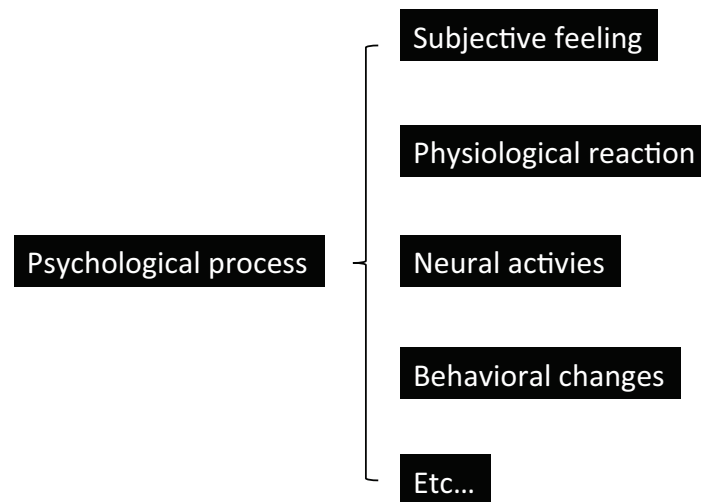 Subjective feeling
Physiological reaction
Psychological process
Neural activies
Behavioral changes
Etc...